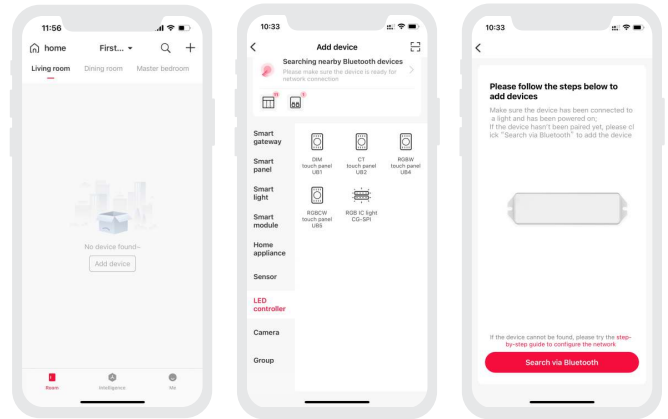 11:56
home
First...
Living room
Dining room
Master bedroom
No device found~
Add device
Room
Intelligence
Me
10:33
Add device
Searching nearby Bluetooth devices
Please make sure the device is ready for
network connection
11
1
Smart
gateway
Smart
panel
Smart
light
Smart
module
Home
appliance
Sensor
LED
controller
Camera
Group
DIM
touch panel
UB1
CT
touch panel
UB2
RGBW
touch panel
UB4
RGBCW
touch panel
UB5
RGB IC light
CG-SPI
10:33
Please follow the steps below to
add devices
Make sure the device has been connected to
a light and has been powered on;
If the device hasn't been paired yet, please cl
ick "Search via Bluetooth" to add the device
If the device cannot be found, please try the step-
by-step guide to configure the network
Search via Bluetooth